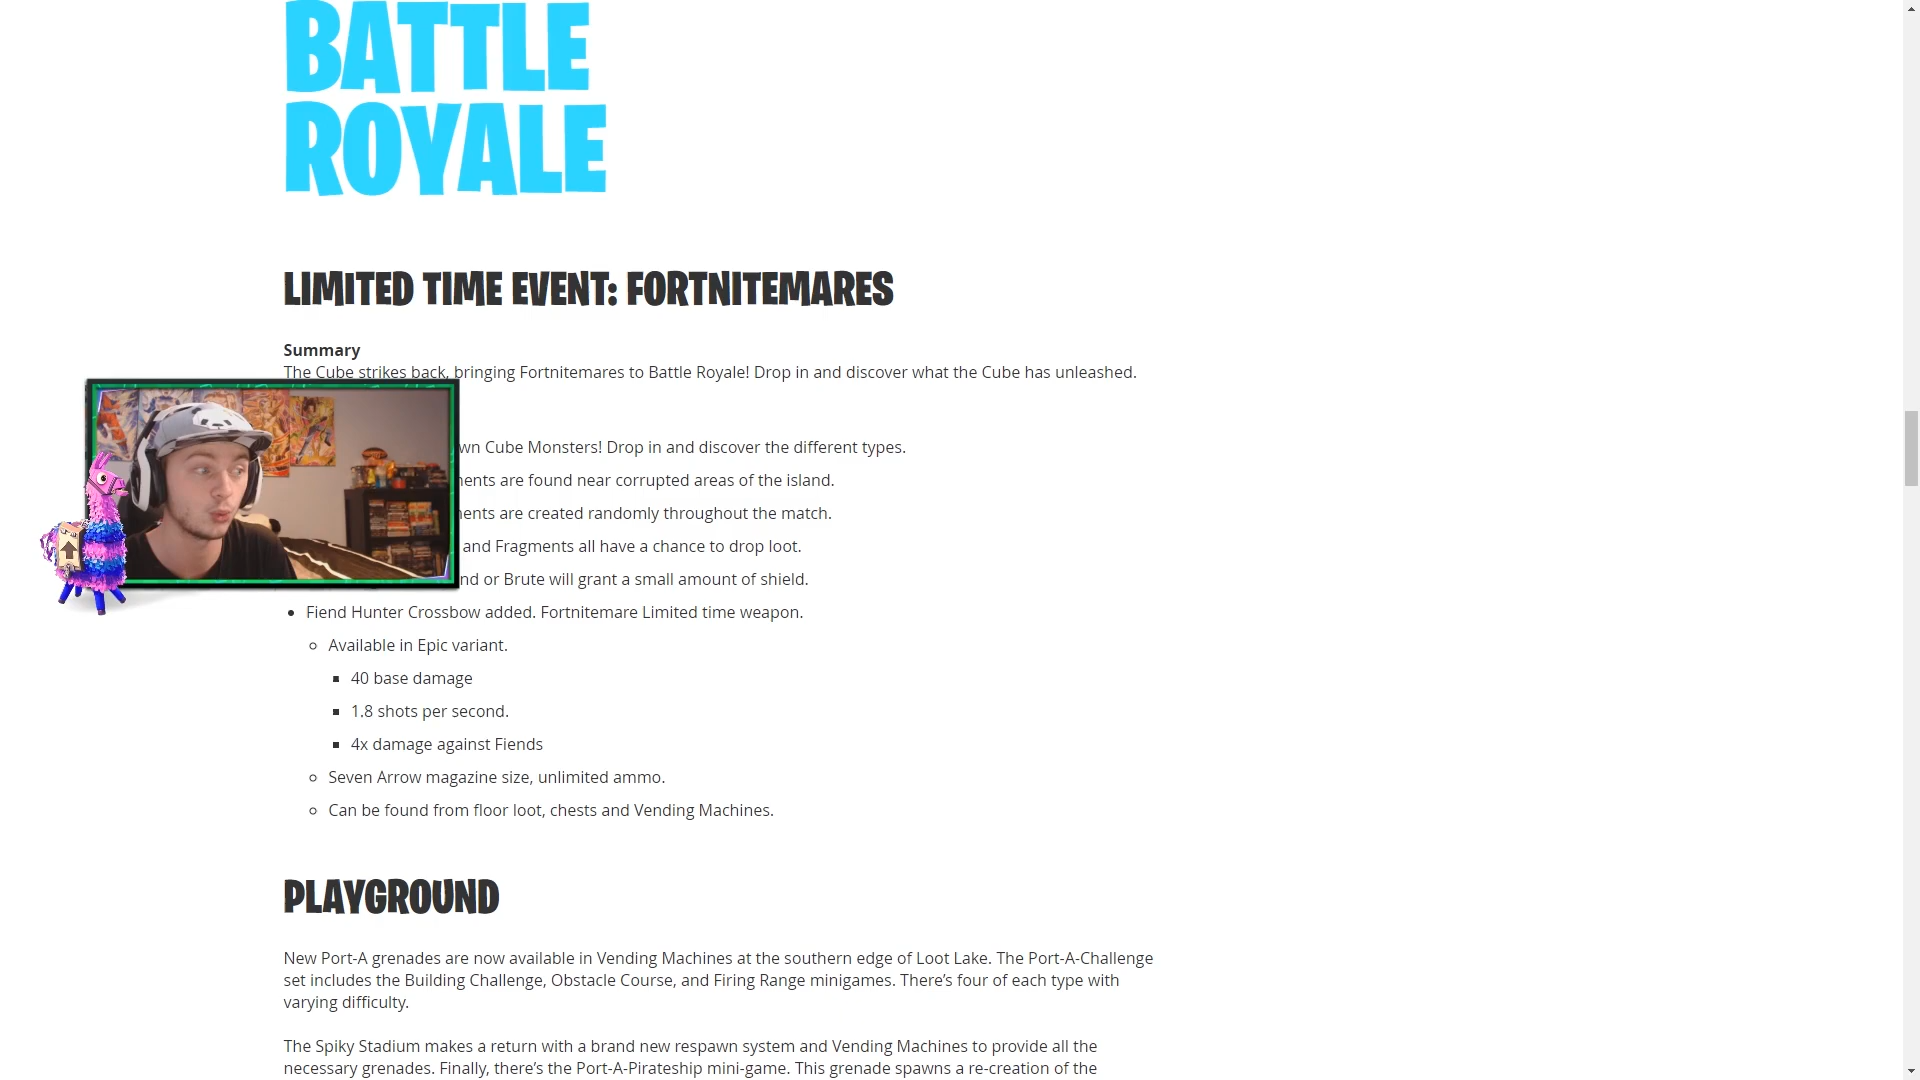 BATTLE
ROYALE
LIMITED TIME EVENT: FORTNITEMARES
Summary
The Cube strikes back, bringing Fortnitemares to Battle Royale! Drop in and discover what the Cube has unleashed.
Cube Monsters! Drop in and discover the different types.
are found near corrupted areas of the island.
are created randomly throughout the match.
and Fragments all have a chance to drop loot.
or Brute will grant a small amount of shield.
• Fiend Hunter Crossbow added. Fortnitemare Limited time weapon.
○ Available in Epic variant.
▪ 40 base damage
▪ 1.8 shots per second.
▪ 4x damage against Fiends
○ Seven Arrow magazine size, unlimited ammo.
○ Can be found from floor loot, chests and Vending Machines.
PLAYGROUND
New Port-A grenades are now available in Vending Machines at the southern edge of Loot Lake. The Port-A-Challenge
set includes the Building Challenge, Obstacle Course, and Firing Range minigames. There’s four of each type with
varying difficulty.
The Spiky Stadium makes a return with a brand new respawn system and Vending Machines to provide all the
necessary grenades. Finally, there’s the Port-A-Pirateship mini-game. This grenade spawns a re-creation of the